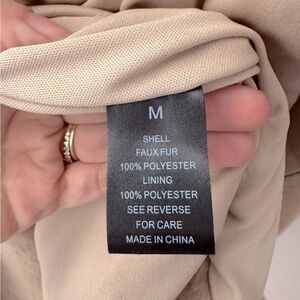 M
SHELL
FAUX FUR
100% POLYESTER
LINING
100% POLYESTER
SEE REVERSE
FOR CARE
MADE IN CHINA